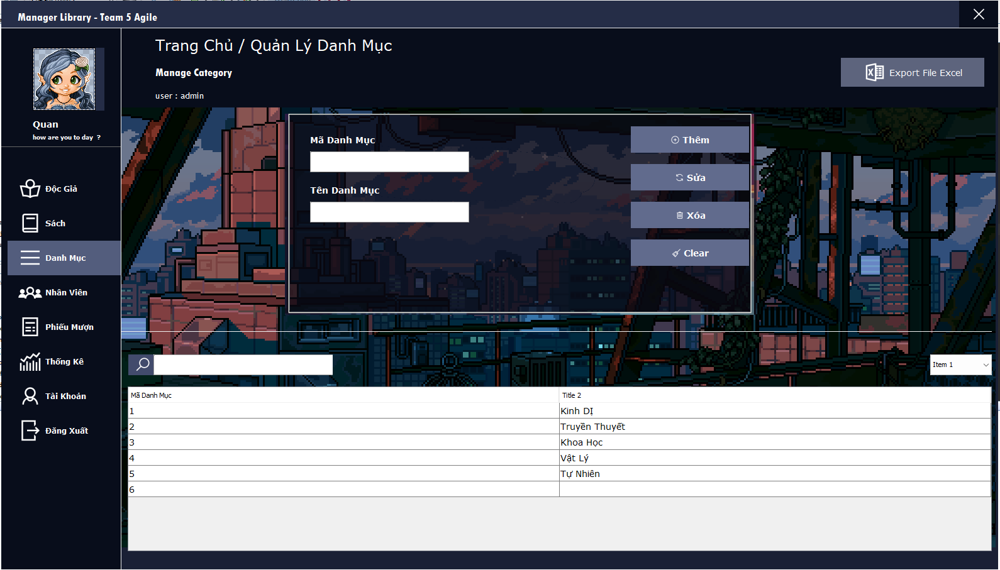 Manager Library - Team 5 Agile
Trang Chủ / Quản Lý Danh Mục
Manage Category
user : admin
Export File Excel
Quan
how are you to day ?
Độc Giả
Sách
Danh Mục
Nhân Viên
Phiếu Mượn
Thống Kê
Tài Khoản
Đăng Xuất
Mã Danh Mục
Tên Danh Mục
Thêm
Sửa
Xóa
Clear
Item 1
Mã Danh Mục Title 2
1 Kinh Dị
2 Truyền Thuyết
3 Khoa Học
4 Vật Lý
5 Tự Nhiên
6